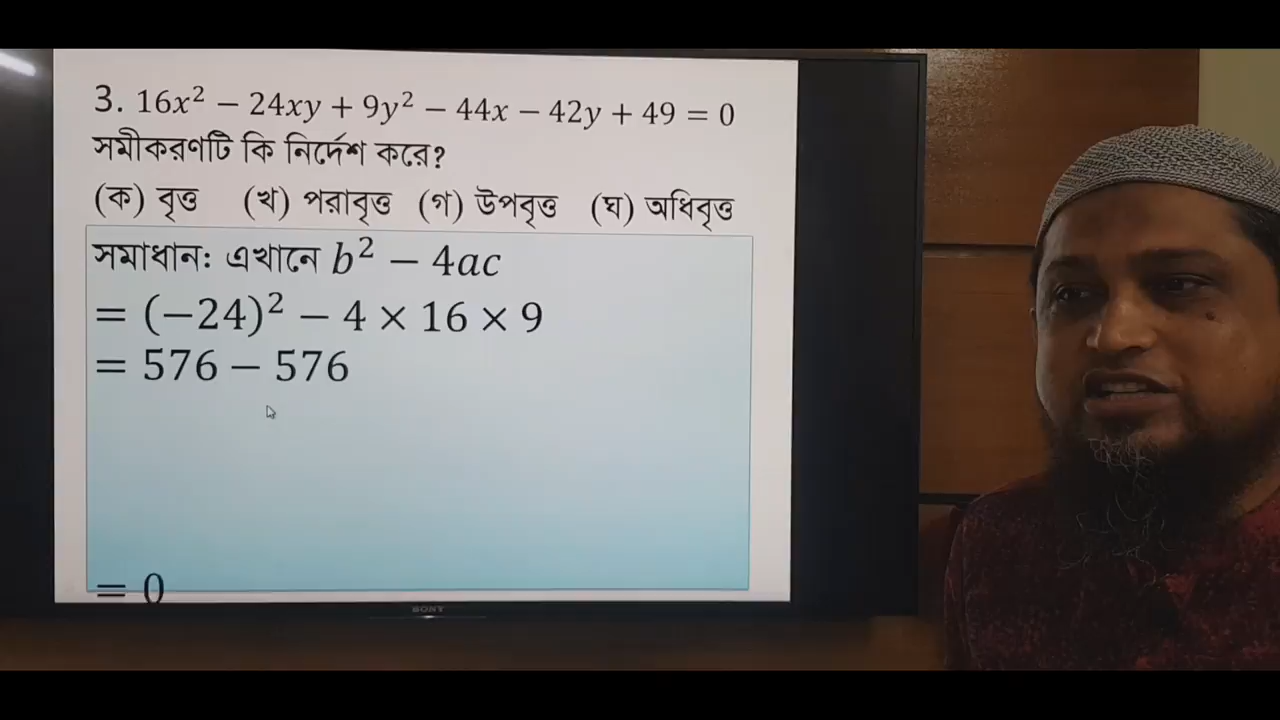 3. 16x² − 24xy + 9y² − 44x − 42y + 49 = 0
সমীকরণটি কি নির্দেশ করে?
(ক) বৃত্ত (খ) পরাবৃত্ত (গ) উপবৃত্ত (ঘ) অধিবৃত্ত
সমাধানঃ এখানে b² − 4ac
= (−24)² − 4 × 16 × 9
= 576 − 576
= 0
SONY